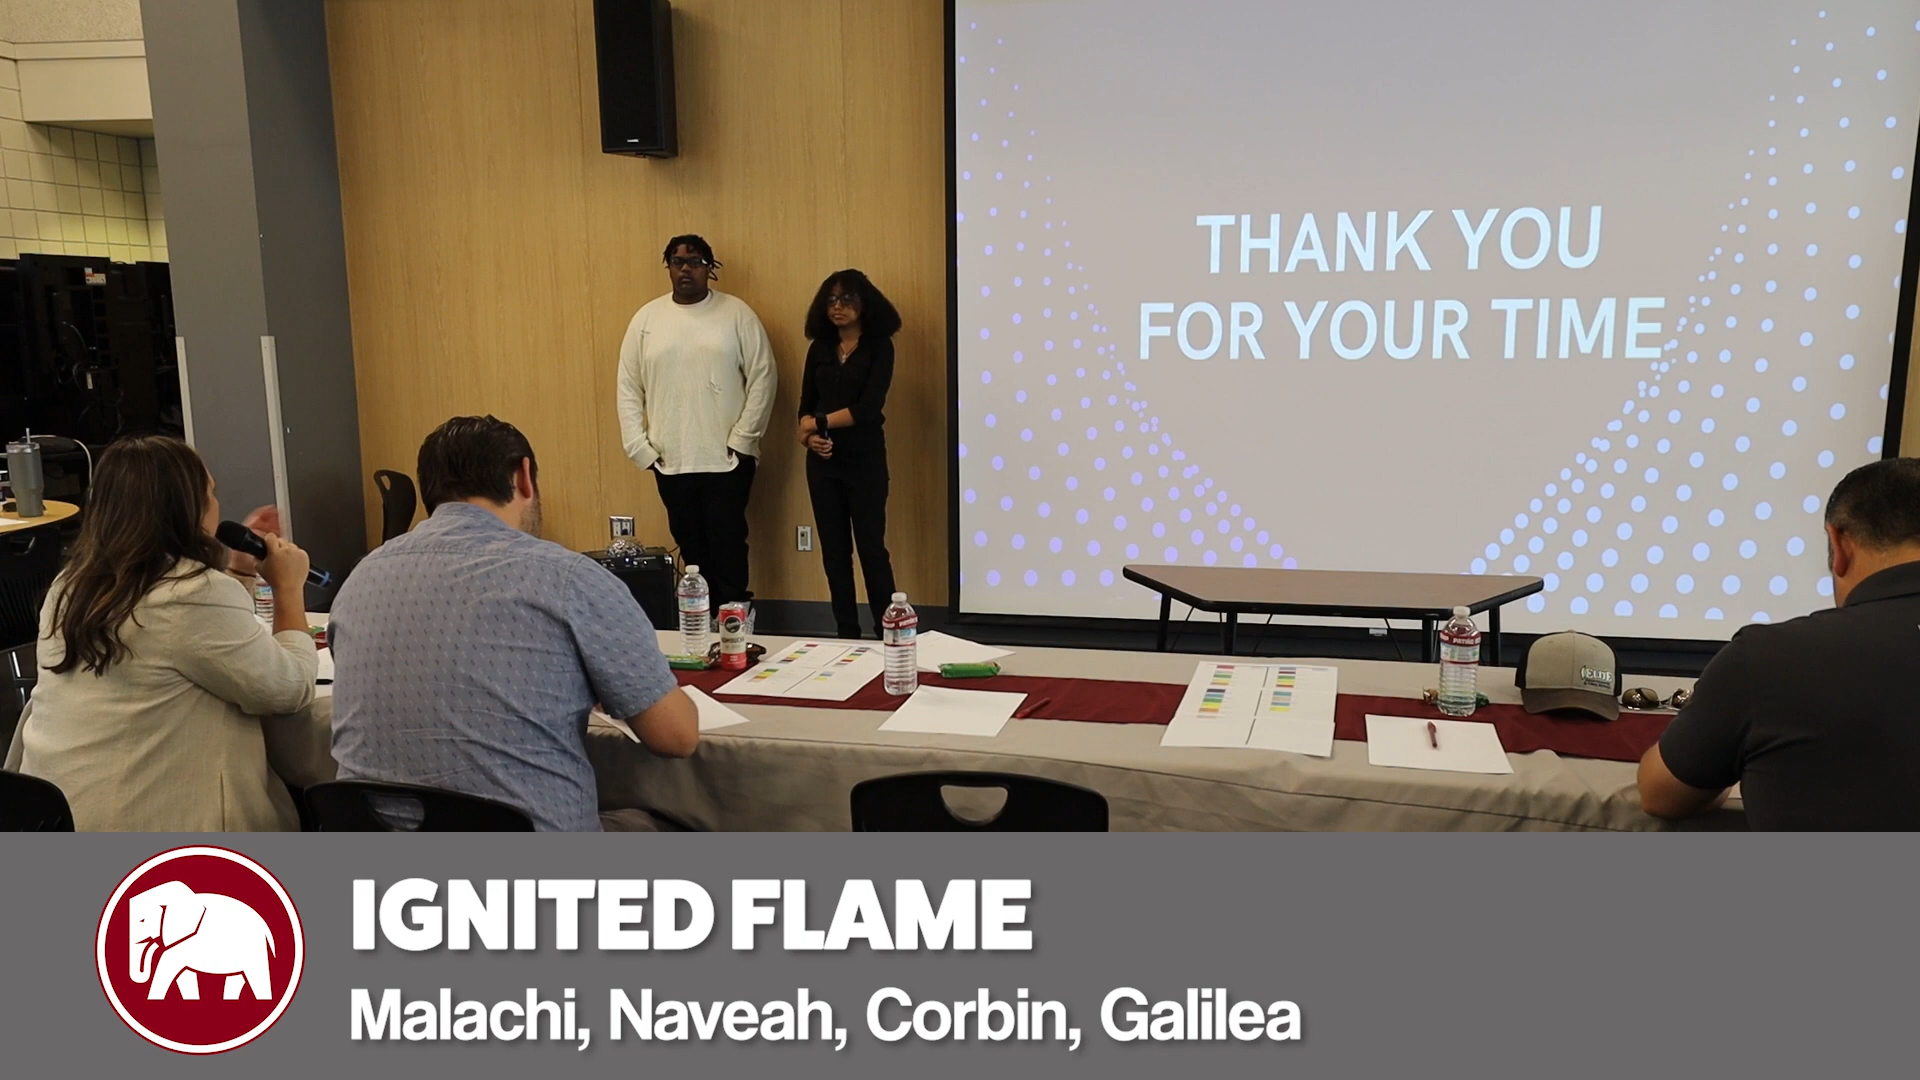 THANK YOU
FOR YOUR TIME
IGNITED FLAME
Malachi, Naveah, Corbin, Galilea